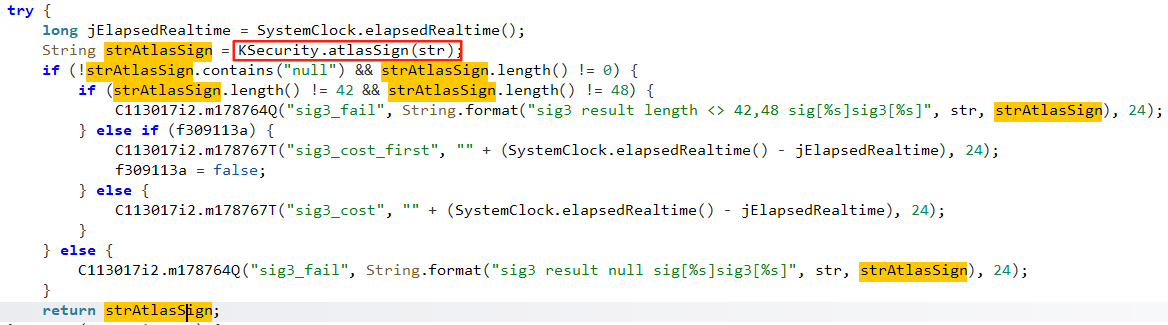 try {
long jElapsedRealtime = SystemClock.elapsedRealtime();
String strAtlasSign = KSecurity.atlasSign(str);
if (!strAtlasSign.contains("null") && strAtlasSign.length() != 0) {
if (strAtlasSign.length() != 42 && strAtlasSign.length() != 48) {
C113017i2.m178764Q("sig3_fail", String.format("sig3 result length <> 42,48 sig[%s]sig3[%s]", str, strAtlasSign), 24);
} else if (f309113a) {
C113017i2.m178767T("sig3_cost_first", "" + (SystemClock.elapsedRealtime() - jElapsedRealtime), 24);
f309113a = false;
} else {
C113017i2.m178767T("sig3_cost", "" + (SystemClock.elapsedRealtime() - jElapsedRealtime), 24);
}
} else {
C113017i2.m178764Q("sig3_fail", String.format("sig3 result null sig[%s]sig3[%s]", str, strAtlasSign), 24);
}
return strAtlasSign;